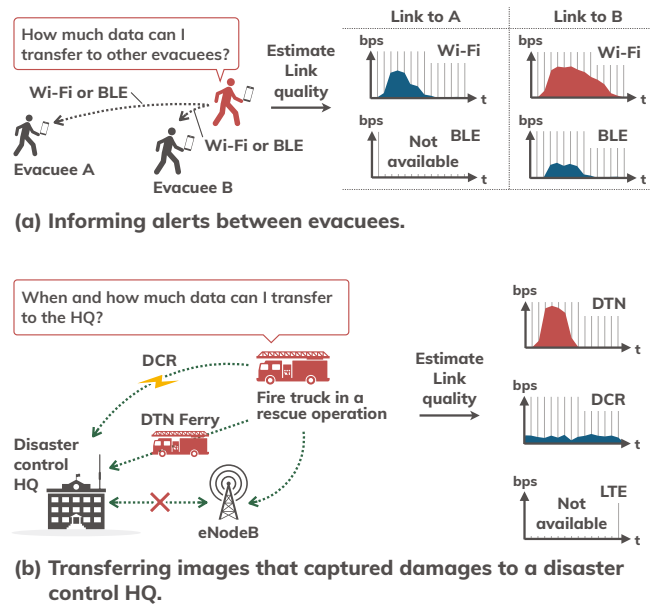 How much data can I
transfer to other evacuees?
Wi-Fi or BLE
Wi-Fi or BLE
Evacuee A
Evacuee B
Estimate
Link
quality
Link to A
Link to B
bps
Wi-Fi
t
bps
Wi-Fi
t
bps
BLE
Not
available
t
bps
BLE
t
(a) Informing alerts between evacuees.
When and how much data can I transfer
to the HQ?
DCR
Fire truck in a
rescue operation
DTN Ferry
Disaster
control
HQ
eNodeB
Estimate
Link
quality
bps
DTN
t
bps
DCR
t
bps
LTE
Not
available
t
(b) Transferring images that captured damages to a disaster
control HQ.